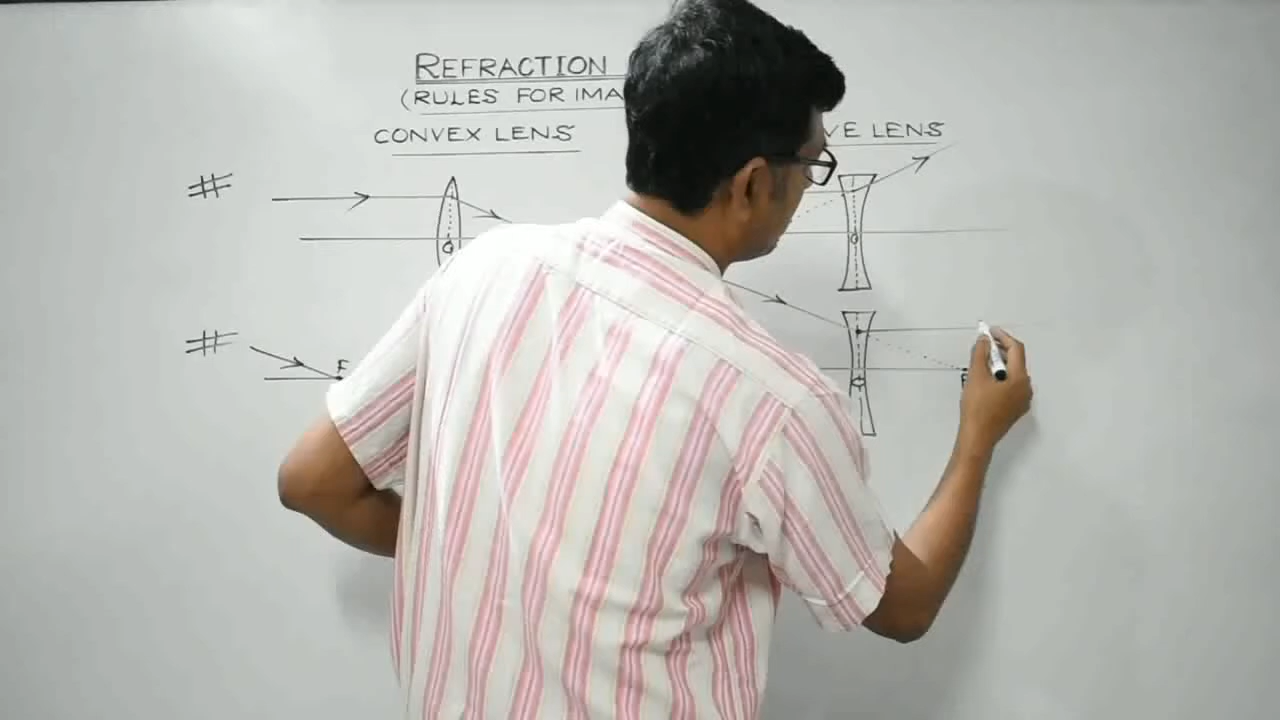 REFRACTION
(RULES FOR IMA
CONVEX LENS
VE LENS
#
O
O
#
F
O
F